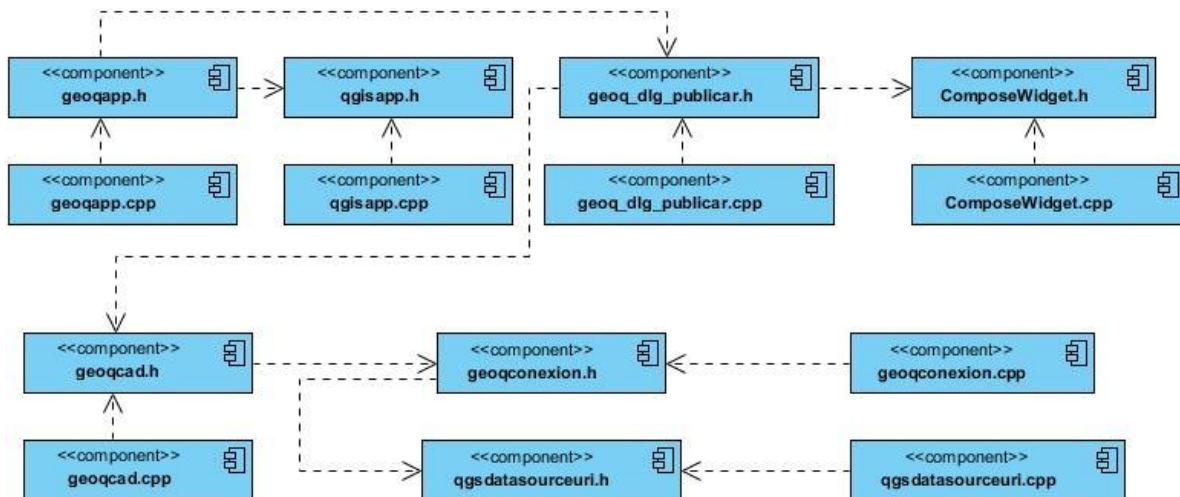 <<component>>
geoqapp.h
<<component>>
qgisapp.h
<<component>>
geoq_dlg_publicar.h
<<component>>
ComposeWidget.h
<<component>>
geoqapp.cpp
<<component>>
qgisapp.cpp
<<component>>
geoq_dlg_publicar.cpp
<<component>>
ComposeWidget.cpp
<<component>>
geoqcad.h
<<component>>
geoqconexion.h
<<component>>
geoqconexion.cpp
<<component>>
geoqcad.cpp
<<component>>
qgsdatasourceuri.h
<<component>>
qgsdatasourceuri.cpp